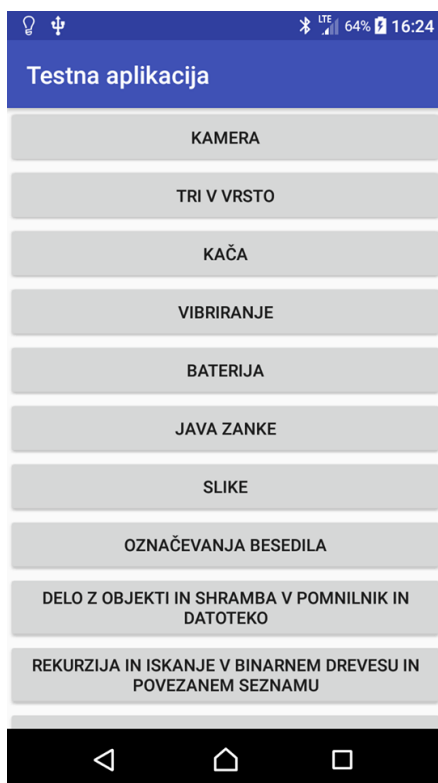 LTE 64% 16:24
Testna aplikacija
KAMERA
TRI V VRSTO
KAČA
VIBRIRANJE
BATERIJA
JAVA ZANKE
SLIKE
OZNAČEVANJA BESEDILA
DELO Z OBJEKTI IN SHRAMBA V POMNILNIK IN
DATOTEKO
REKURZIJA IN ISKANJE V BINARNEM DREVESU IN
POVEZANEM SEZNAMU